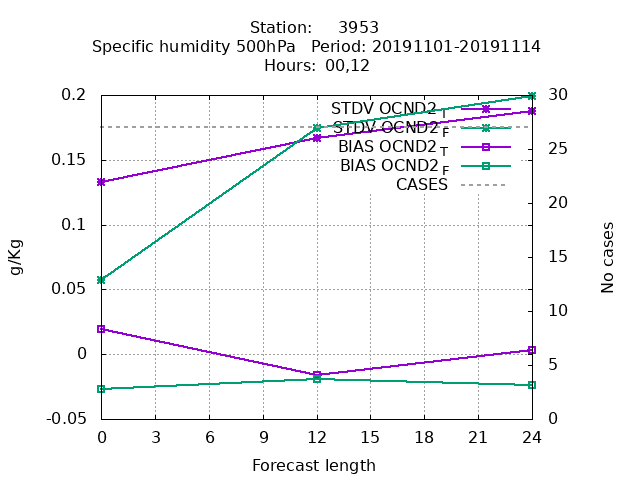 Station: 3953
Specific humidity 500hPa Period: 20191101-20191114
Hours: 00,12
0.2
0.15
0.1
0.05
0
-0.05
g/Kg
STDV OCND2_T
STDV OCND2_F
BIAS OCND2_T
BIAS OCND2_F
CASES
30
25
20
15
10
5
0
No cases
0 3 6 9 12 15 18 21 24
Forecast length